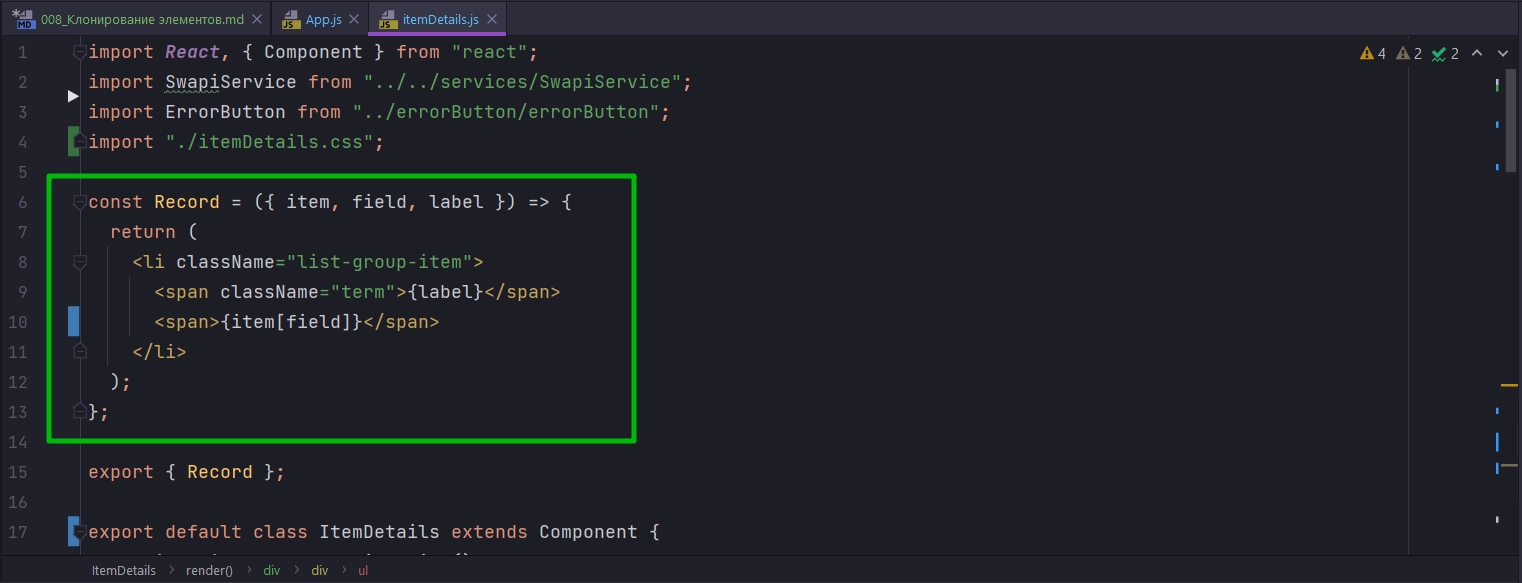 008_Клонирование элементов.md App.js itemDetails.js
1 import React, { Component } from "react"; 4 2 2
2 import SwapiService from "../../services/SwapiService";
3 import ErrorButton from "../errorButton/errorButton";
4 import "./itemDetails.css";
5
6 const Record = ({ item, field, label }) => {
7 return (
8 <li className="list-group-item">
9 <span className="term">{label}</span>
10 <span>{item[field]}</span>
11 </li>
12 );
13 };
14
15 export { Record };
16
17 export default class ItemDetails extends Component {
ItemDetails > render() > div > div > ul